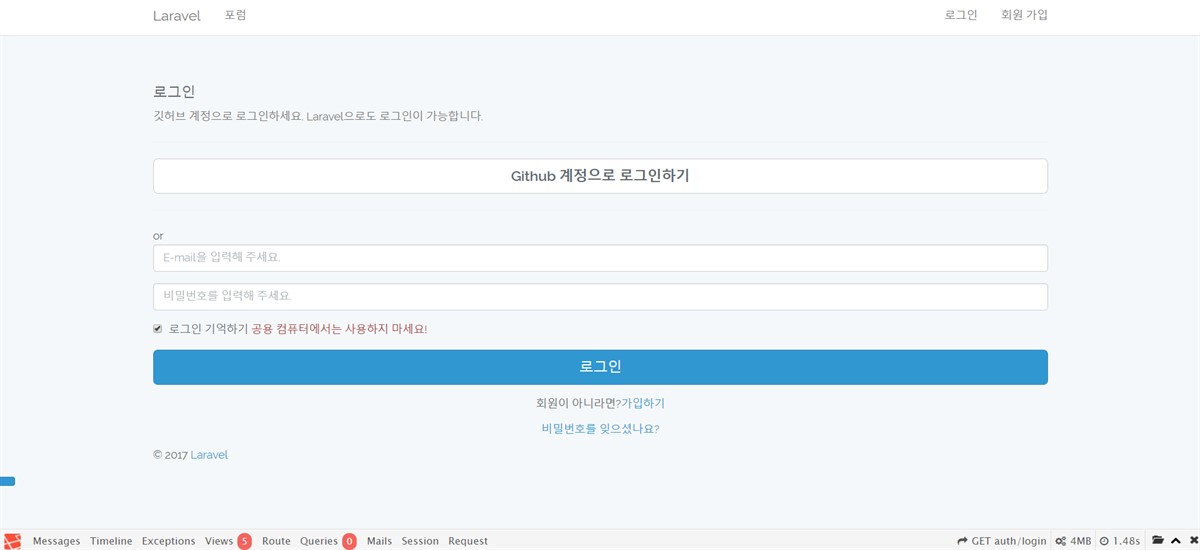 Laravel 포럼 로그인 회원 가입
로그인
깃허브 계정으로 로그인하세요. Laravel으로도 로그인이 가능합니다.
Github 계정으로 로그인하기
or
E-mail을 입력해 주세요.
비밀번호를 입력해 주세요.
로그인 기억하기 공용 컴퓨터에서는 사용하지 마세요!
로그인
회원이 아니라면?가입하기
비밀번호를 잊으셨나요?
© 2017 Laravel
Messages Timeline Exceptions Views 5 Route Queries 0 Mails Session Request GET auth/login 4MB 1.48s